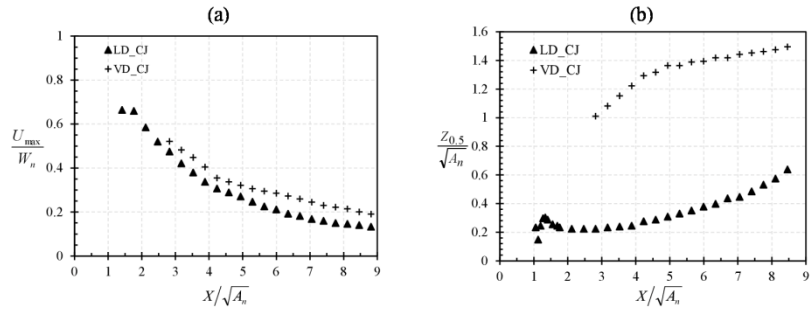 (a)
1
0.8
0.6
0.4
0.2
0
LD_CJ
VD_CJ
U_max
W_n
0 1 2 3 4 5 6 7 8 9
X/√A_n
(b)
1.6
1.4
1.2
1
0.8
0.6
0.4
0.2
0
LD_CJ
VD_CJ
Z_0.5
√A_n
0 1 2 3 4 5 6 7 8 9
X/√A_n